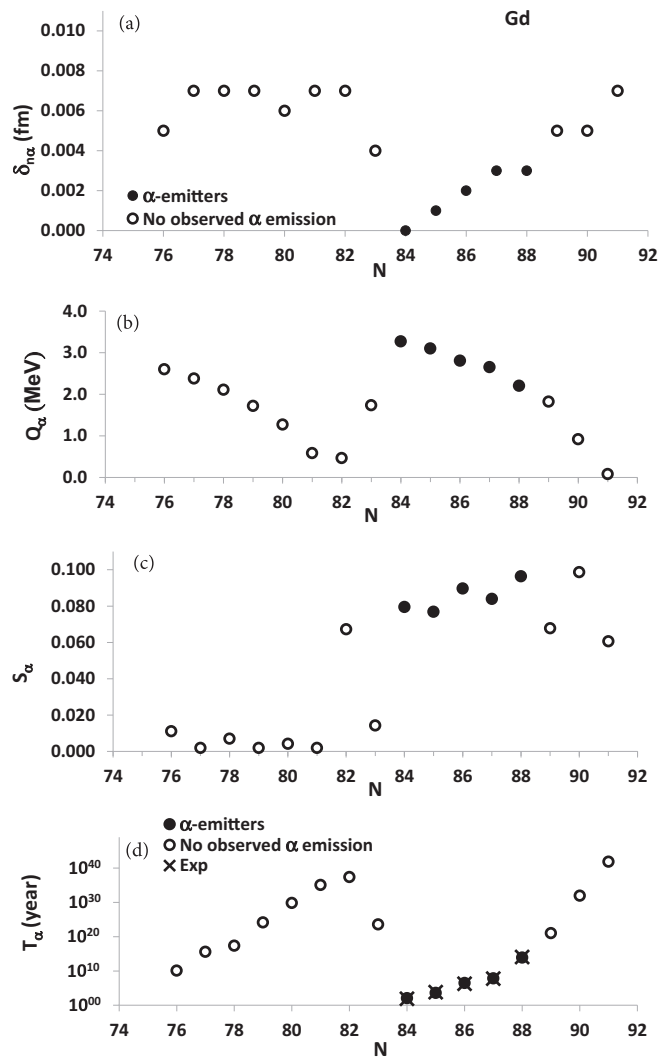 (a)
Gd
0.010
0.008
0.006
0.004
0.002
0.000
δnα (fm)
α-emitters
No observed α emission
74 76 78 80 82 84 86 88 90 92
N
(b)
4.0
3.0
2.0
1.0
0.0
Qα (MeV)
74 76 78 80 82 84 86 88 90 92
N
(c)
0.100
0.080
0.060
0.040
0.020
0.000
Sα
74 76 78 80 82 84 86 88 90 92
N
α-emitters
No observed α emission
Exp
(d)
10^40
10^30
10^20
10^10
10^00
Tα (year)
74 76 78 80 82 84 86 88 90 92
N